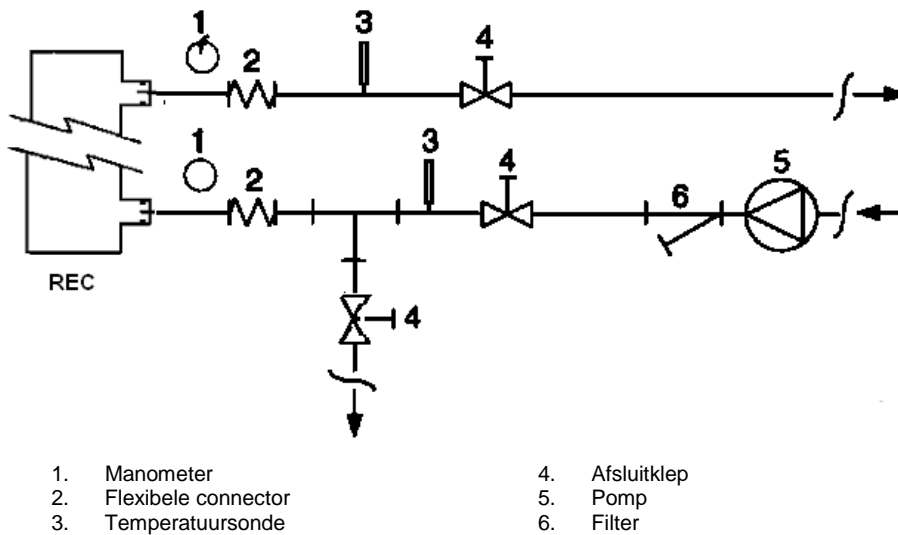 1
2
3
4
1
2
3
4
6
5
REC
4
1. Manometer
2. Flexibele connector
3. Temperatuursonde
4. Afsluitklep
5. Pomp
6. Filter